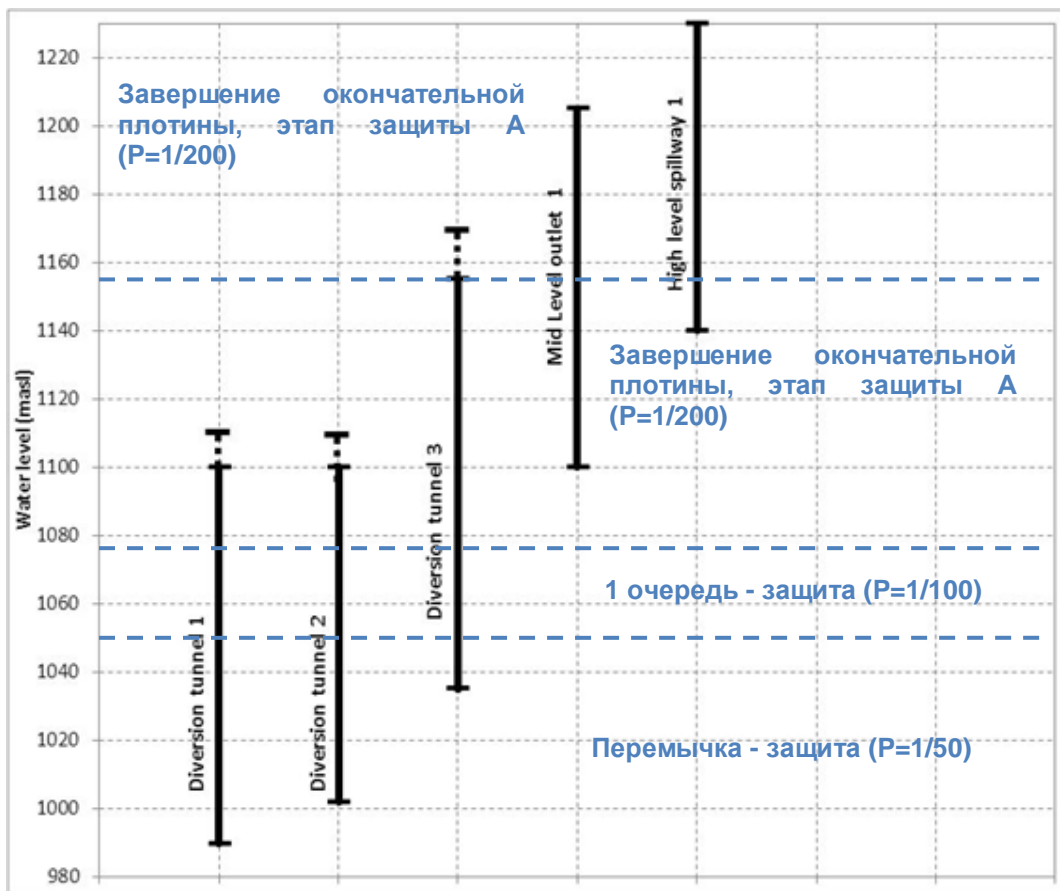 1220
1200
1180
1160
1140
1120
1100
1080
1060
1040
1020
1000
980
Water level (masl)
Завершение окончательной
плотины, этап защиты А
(P=1/200)
Diversion tunnel 1
Diversion tunnel 2
Diversion tunnel 3
Mid Level outlet 1
High level spillway 1
Завершение окончательной
плотины, этап защиты А
(P=1/200)
1 очередь - защита (P=1/100)
Перемычка - защита (P=1/50)